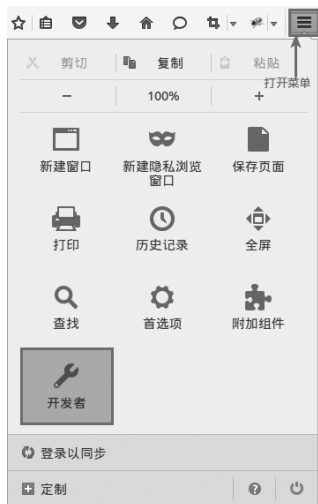 剪切 复制 粘贴
打开菜单
− 100% +
新建窗口 新建隐私浏览 保存页面
窗口
打印 历史记录 全屏
查找 首选项 附加组件
开发者
登录以同步
定制